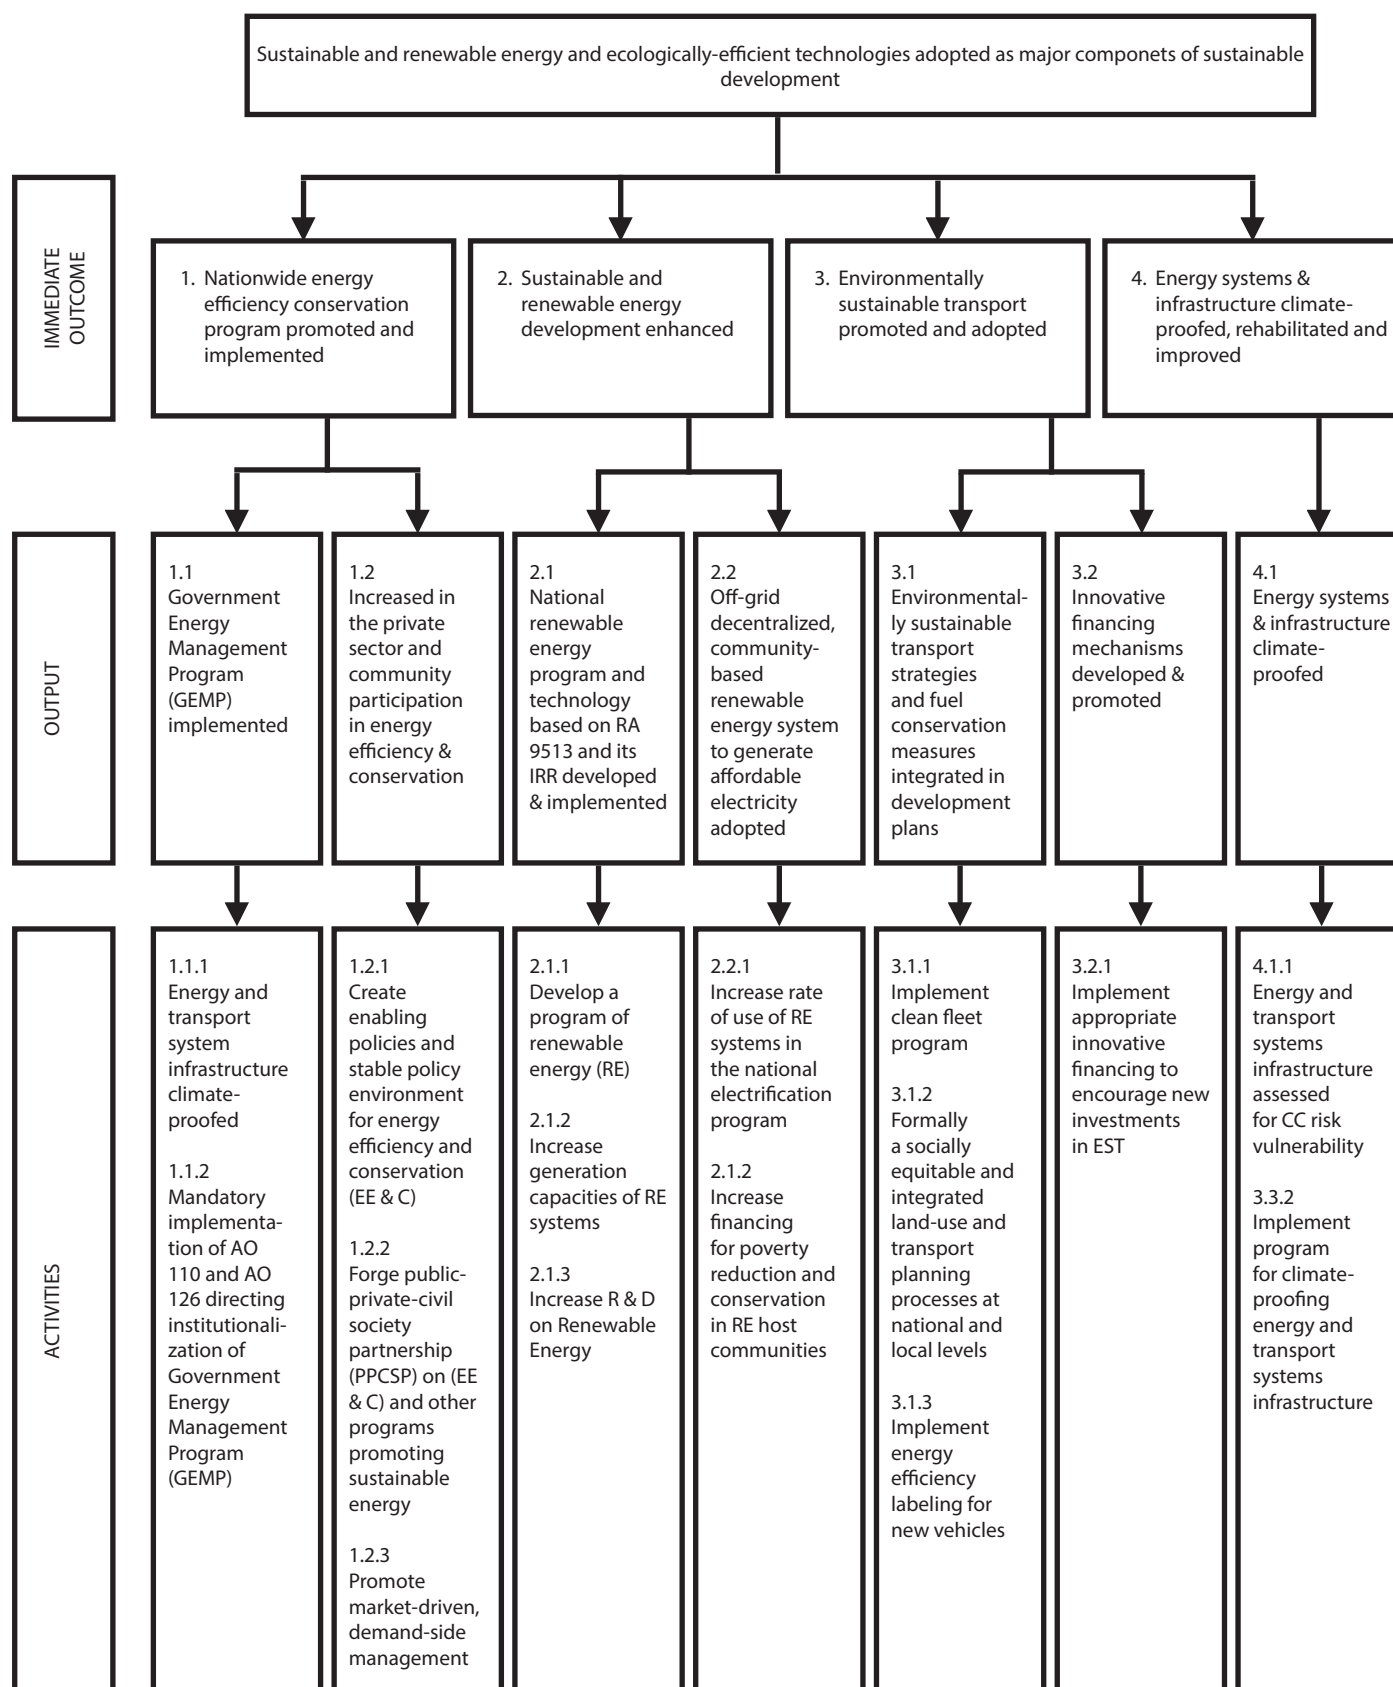 Sustainable and renewable energy and ecologically-efficient technologies adopted as major componets of sustainable
development
IMMEDIATE
OUTCOME
1. Nationwide energy
efficiency conservation
program promoted and
implemented
2. Sustainable and
renewable energy
development enhanced
3. Environmentally
sustainable transport
promoted and adopted
4. Energy systems &
infrastructure climate-
proofed, rehabilitated and
improved
OUTPUT
1.1
Government
Energy
Management
Program
(GEMP)
implemented
1.2
Increased in
the private
sector and
community
participation
in energy
efficiency &
conservation
2.1
National
renewable
energy
program and
technology
based on RA
9513 and its
IRR developed
& implemented
2.2
Off-grid
decentralized,
community-
based
renewable
energy system
to generate
affordable
electricity
adopted
3.1
Environmental-
ly sustainable
transport
strategies
and fuel
conservation
measures
integrated in
development
plans
3.2
Innovative
financing
mechanisms
developed &
promoted
4.1
Energy systems
& infrastructure
climate-
proofed
ACTIVITIES
1.1.1
Energy and
transport
system
infrastructure
climate-
proofed
1.1.2
Mandatory
implementa-
tion of AO
110 and AO
126 directing
institutionali-
zation of
Government
Energy
Management
Program
(GEMP)
1.2.1
Create
enabling
policies and
stable policy
environment
for energy
efficiency and
conservation
(EE & C)
1.2.2
Forge public-
private-civil
society
partnership
(PPCSP) on (EE
& C) and other
programs
promoting
sustainable
energy
1.2.3
Promote
market-driven,
demand-side
management
2.1.1
Develop a
program of
renewable
energy (RE)
2.1.2
Increase
generation
capacities of RE
systems
2.1.3
Increase R & D
on Renewable
Energy
2.2.1
Increase rate
of use of RE
systems in
the national
electrification
program
2.1.2
Increase
financing
for poverty
reduction and
conservation
in RE host
communities
3.1.1
Implement
clean fleet
program
3.1.2
Formally
a socially
equitable and
integrated
land-use and
transport
planning
processes at
national and
local levels
3.1.3
Implement
energy
efficiency
labeling for
new vehicles
3.2.1
Implement
appropriate
innovative
financing to
encourage new
investments
in EST
4.1.1
Energy and
transport
systems
infrastructure
assessed
for CC risk
vulnerability
3.3.2
Implement
program
for climate-
proofing
energy and
transport
systems
infrastructure